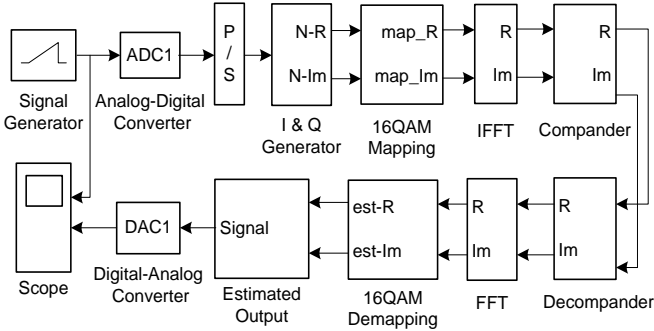 Signal
Generator
ADC1
Analog-Digital
Converter
P
/
S
N-R
N-Im
I & Q
Generator
map_R
map_Im
16QAM
Mapping
R
Im
IFFT
R
Im
Compander
Scope
DAC1
Digital-Analog
Converter
Signal
Estimated
Output
est-R
est-Im
16QAM
Demapping
R
Im
FFT
R
Im
Decompander